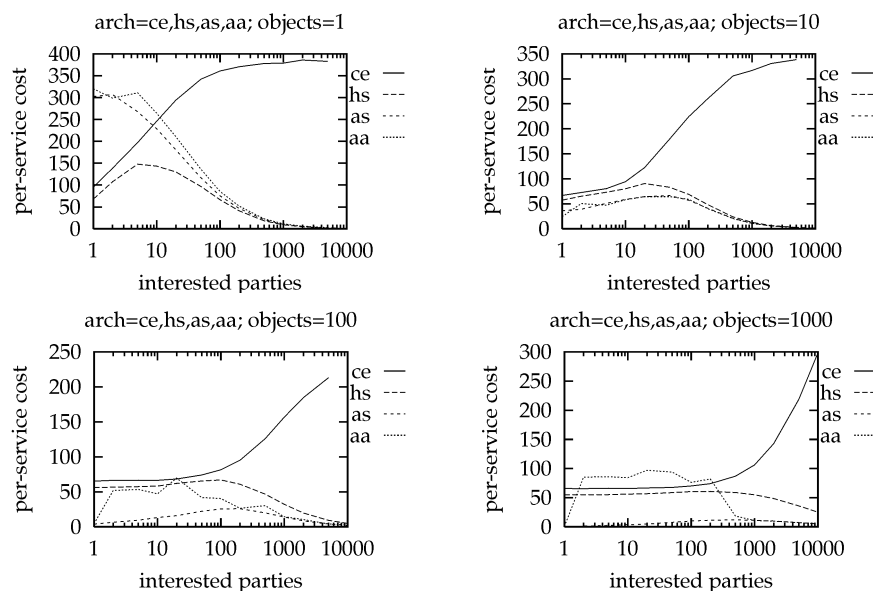 arch=ce,hs,as,aa; objects=1
400
350
300
250
200
150
100
50
0
per-service cost
1 10 100 1000 10000
interested parties
ce
hs
as
aa
arch=ce,hs,as,aa; objects=10
350
300
250
200
150
100
50
0
per-service cost
1 10 100 1000 10000
interested parties
ce
hs
as
aa
arch=ce,hs,as,aa; objects=100
250
200
150
100
50
0
per-service cost
1 10 100 1000 10000
interested parties
ce
hs
as
aa
arch=ce,hs,as,aa; objects=1000
300
250
200
150
100
50
0
per-service cost
1 10 100 1000 10000
interested parties
ce
hs
as
aa